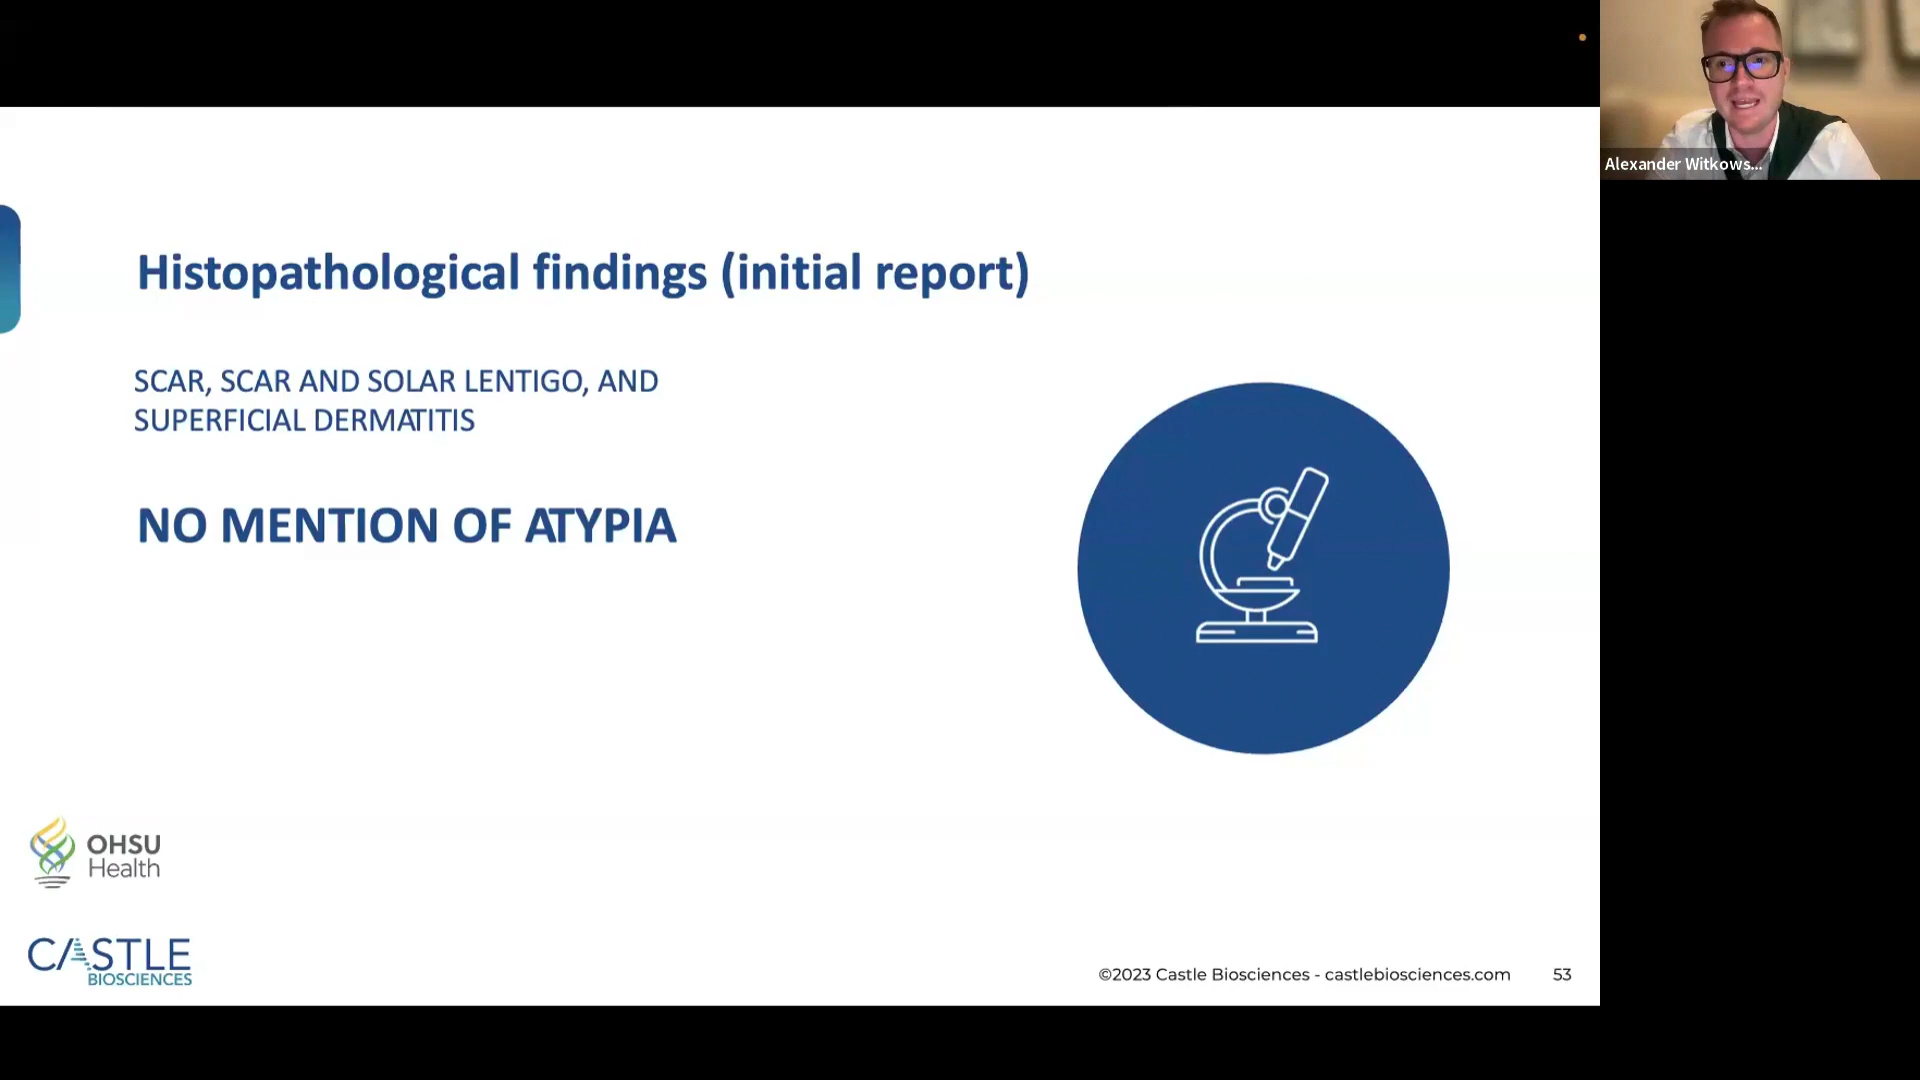 Alexander Witkows...
Histopathological findings (initial report)
SCAR, SCAR AND SOLAR LENTIGO, AND
SUPERFICIAL DERMATITIS
NO MENTION OF ATYPIA
OHSU
Health
CASTLE
BIOSCIENCES
©2023 Castle Biosciences - castlebiosciences.com 53